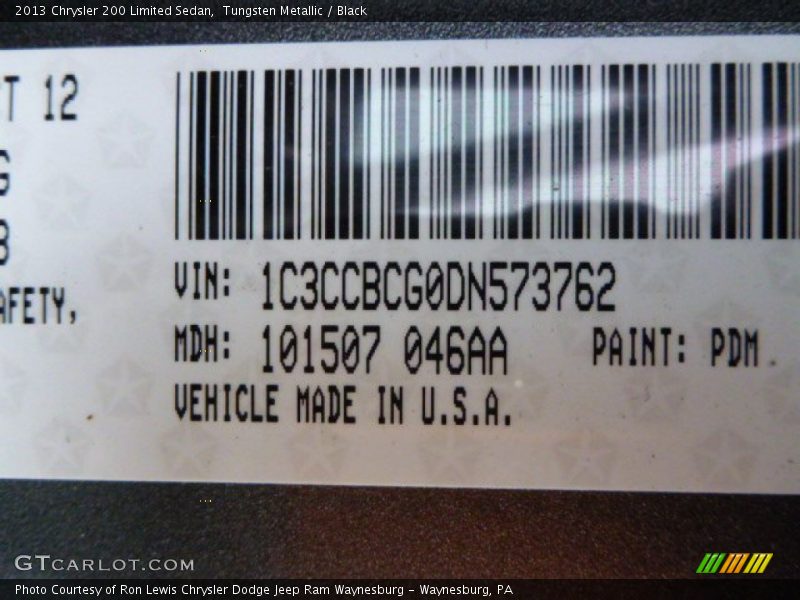 2013 Chrysler 200 Limited Sedan,  Tungsten Metallic / Black
T 12
G
AFETY,
VIN: 1C3CCBCG0DN573762
MDH: 101507 046AA
PAINT: PDM
VEHICLE MADE IN U.S.A.
GTCARLOT.COM
Photo Courtesy of Ron Lewis Chrysler Dodge Jeep Ram Waynesburg – Waynesburg, PA